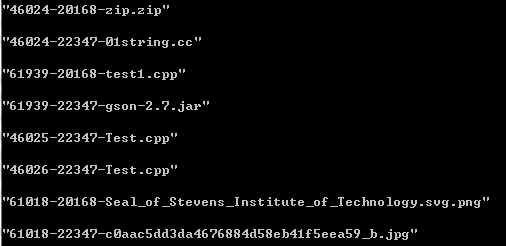 "46024-20168-zip.zip"
"46024-22347-01string.cc"
"61939-20168-test1.cpp"
"61939-22347-gson-2.7.jar"
"46025-22347-Test.cpp"
"46026-22347-Test.cpp"
"61018-20168-Seal_of_Stevens_Institute_of_Technology.svg.png"
"61018-22347-c0aac5dd3da4676884d58eb41f5eea59_b.jpg"